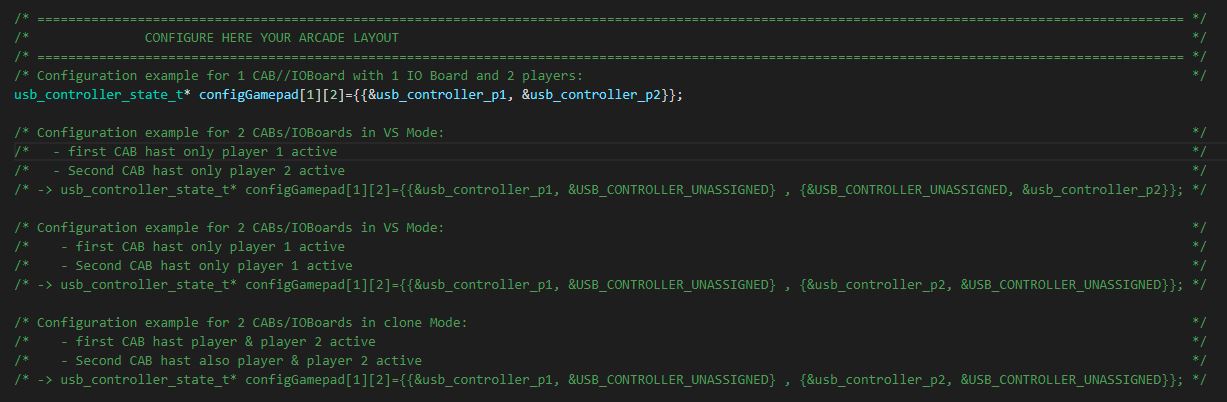 /* ===================================================================================================================================================== */
/*               CONFIGURE HERE YOUR ARCADE LAYOUT                                                                                                       */
/* ===================================================================================================================================================== */
/* Configuration example for 1 CAB//IOBoard with 1 IO Board and 2 players:                                                                               */
usb_controller_state_t* configGamepad[1][2]={{&usb_controller_p1, &usb_controller_p2}};

/* Configuration example for 2 CABs/IOBoards in VS Mode:                                                                                                 */
/*   - first CAB hast only player 1 active                                                                                                               */
/*   - Second CAB hast only player 2 active                                                                                                              */
/* -> usb_controller_state_t* configGamepad[1][2]={{&usb_controller_p1, &USB_CONTROLLER_UNASSIGNED} , {&USB_CONTROLLER_UNASSIGNED, &usb_controller_p2}}; */

/* Configuration example for 2 CABs/IOBoards in VS Mode:                                                                                                 */
/*    - first CAB hast only player 1 active                                                                                                              */
/*    - Second CAB hast only player 1 active                                                                                                             */
/* -> usb_controller_state_t* configGamepad[1][2]={{&usb_controller_p1, &USB_CONTROLLER_UNASSIGNED} , {&usb_controller_p2, &USB_CONTROLLER_UNASSIGNED}}; */

/* Configuration example for 2 CABs/IOBoards in clone Mode:                                                                                              */
/*    - first CAB hast player & player 2 active                                                                                                          */
/*    - Second CAB hast also player & player 2 active                                                                                                    */
/* -> usb_controller_state_t* configGamepad[1][2]={{&usb_controller_p1, &USB_CONTROLLER_UNASSIGNED} , {&usb_controller_p2, &USB_CONTROLLER_UNASSIGNED}}; */